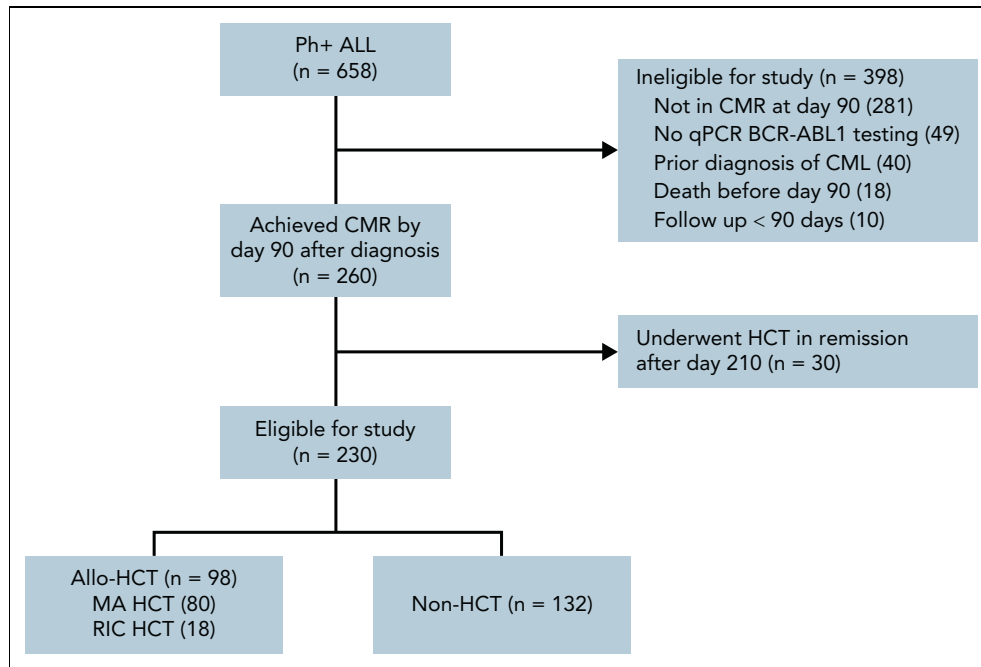 Ph+ ALL
(n = 658)
Ineligible for study (n = 398)
Not in CMR at day 90 (281)
No qPCR BCR-ABL1 testing (49)
Prior diagnosis of CML (40)
Death before day 90 (18)
Follow up < 90 days (10)
Achieved CMR by
day 90 after diagnosis
(n = 260)
Underwent HCT in remission
after day 210 (n = 30)
Eligible for study
(n = 230)
Allo-HCT (n = 98)
MA HCT (80)
RIC HCT (18)
Non-HCT (n = 132)